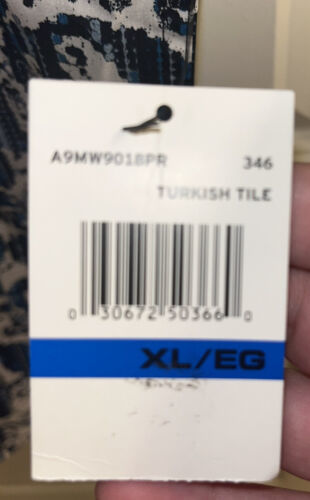 A9MW9018PR 346
TURKISH TILE
0 30672 50366 0
XL/EG